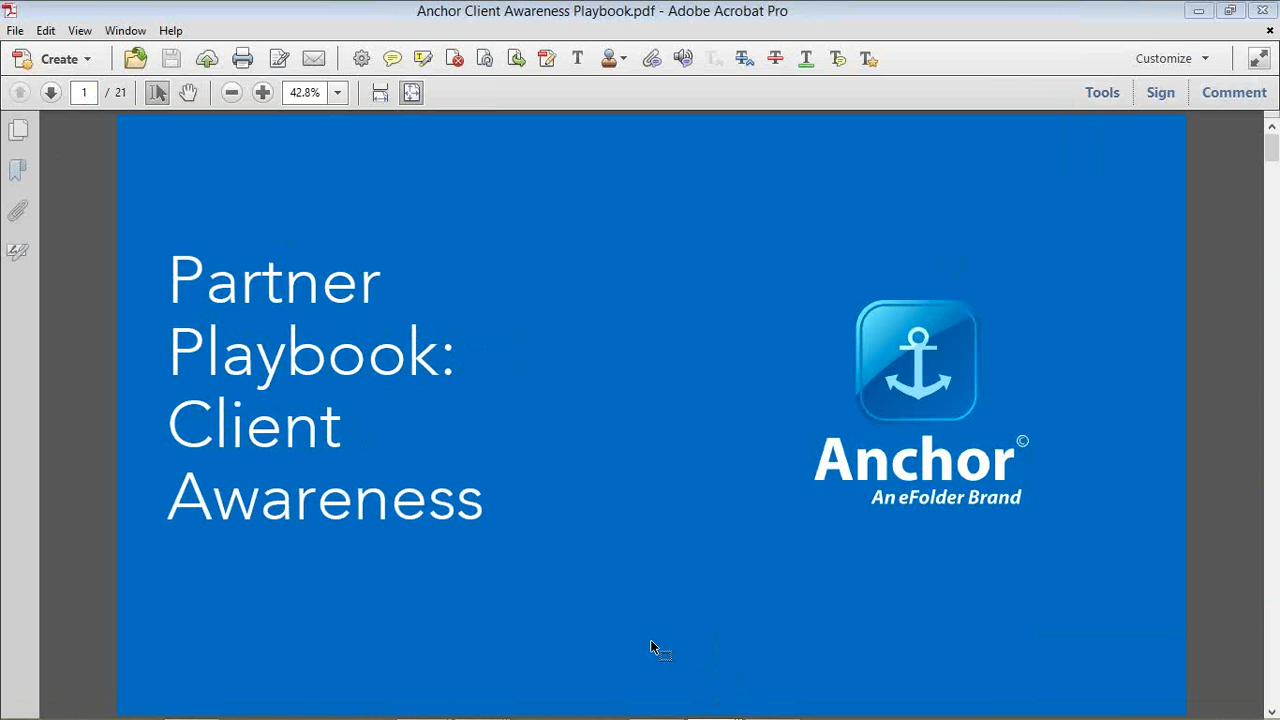 Anchor Client Awareness Playbook.pdf - Adobe Acrobat Pro
File Edit View Window Help
Create
Customize
1 / 21 42.8%
Tools Sign Comment
Partner
Playbook:
Client
Awareness
Anchor©
An eFolder Brand